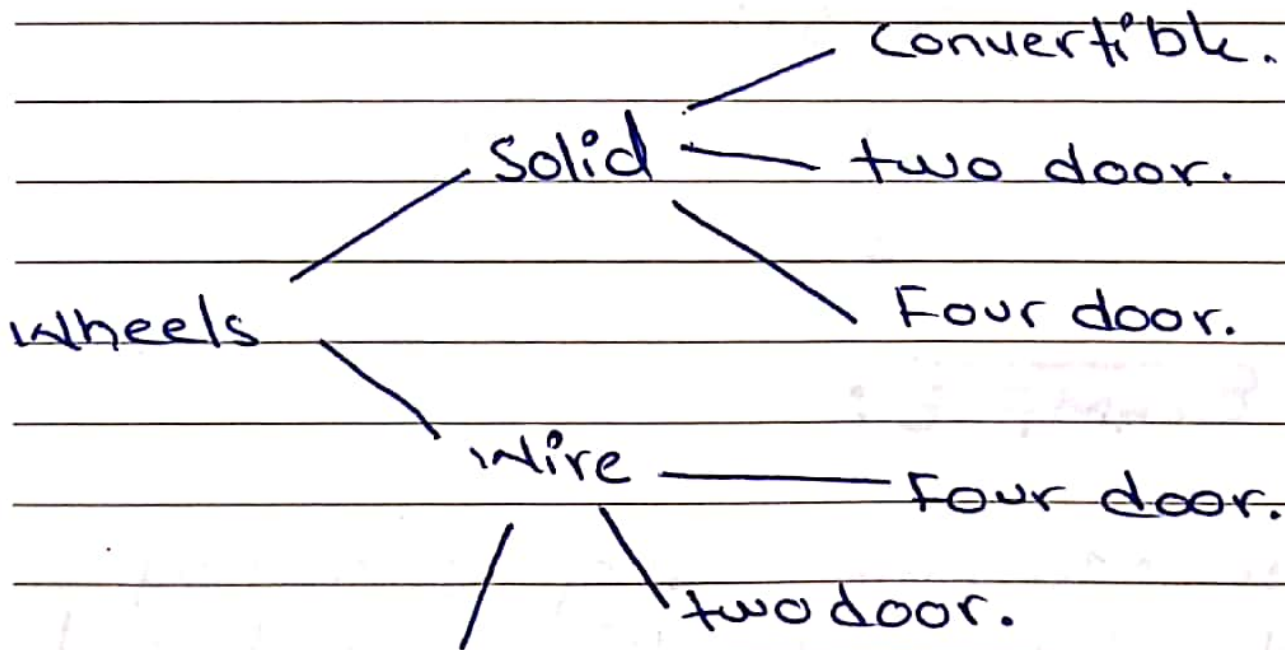 Convertible.
Solid
two door.
Four door.
Wheels
Wire
Four door.
two door.